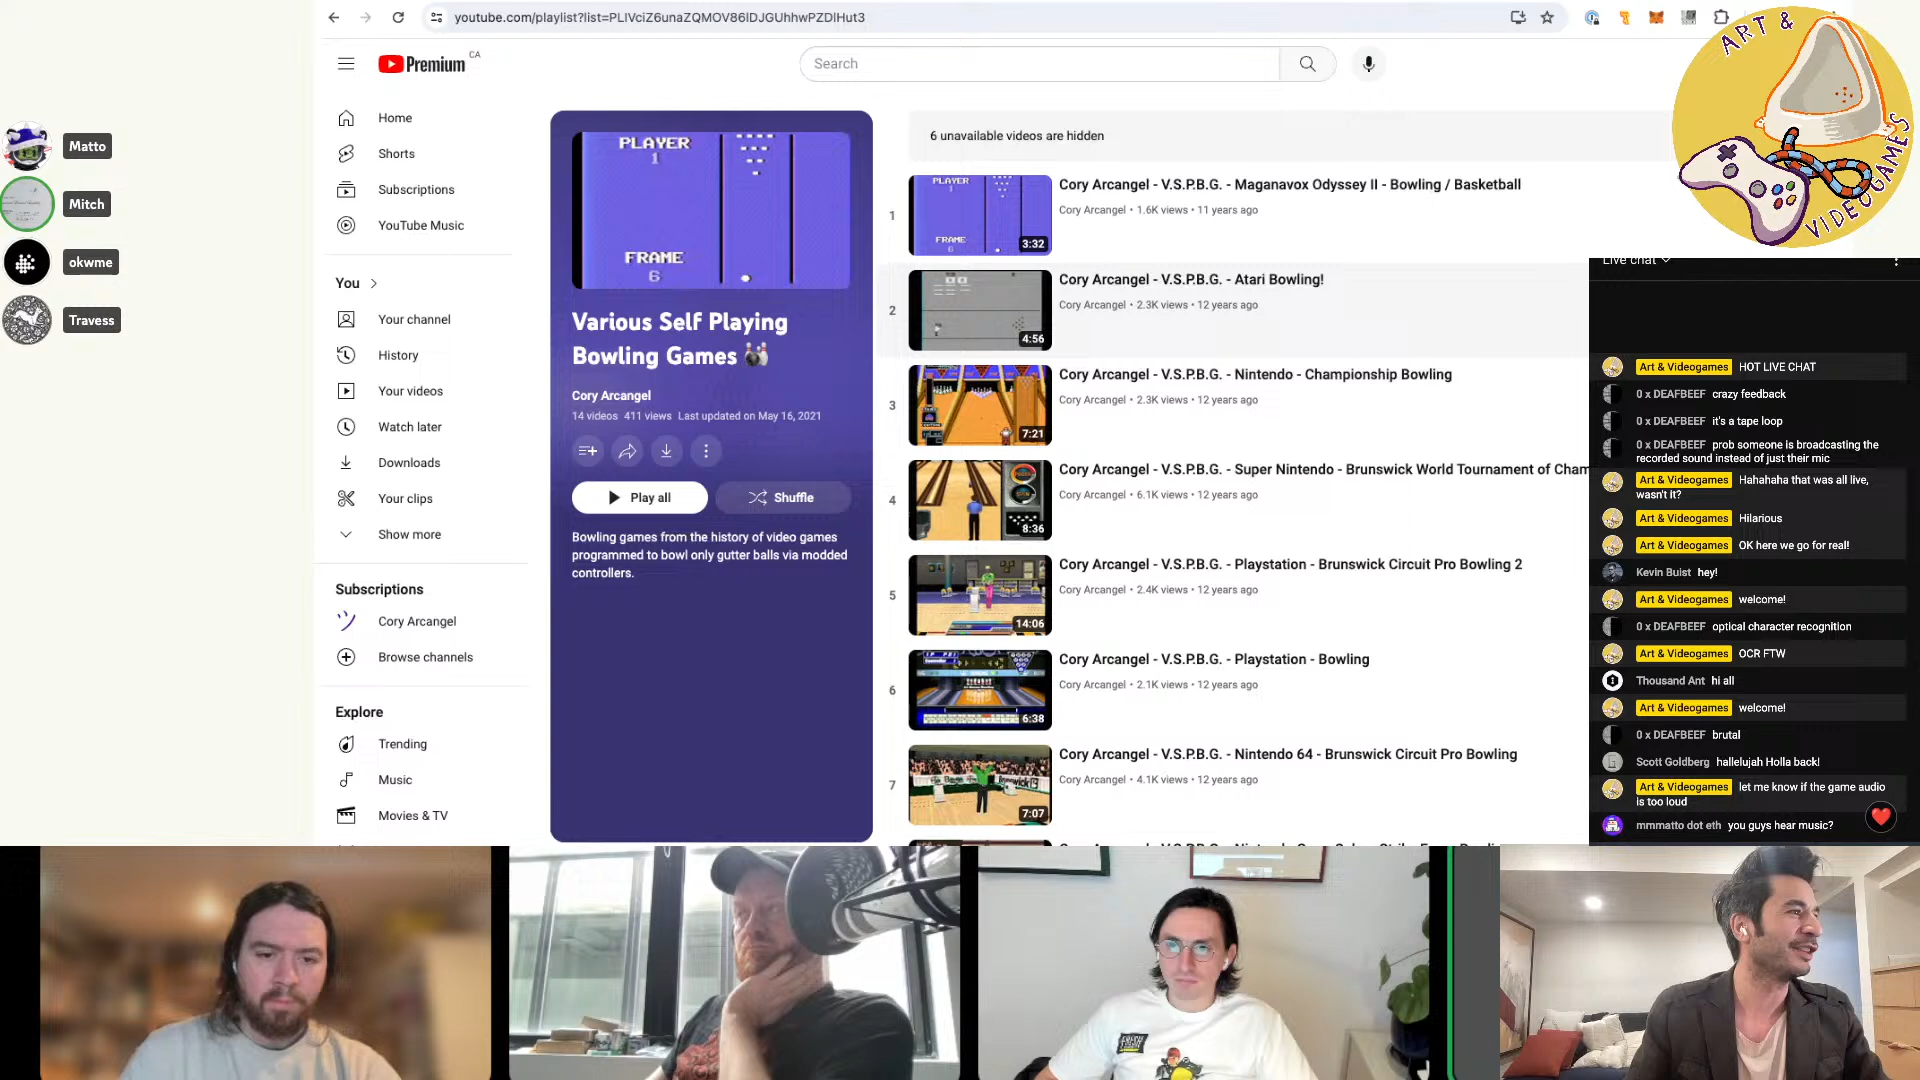 youtube.com/playlist?list=PLIVciZ6unaZQMOV86IDJGUhhwPZDIHut3
Premium CA
Search
ART &
VIDEOGAMES
Matto
Mitch
okwme
Travess
Home
Shorts
Subscriptions
YouTube Music
You
Your channel
History
Your videos
Watch later
Downloads
Your clips
Show more
Subscriptions
Cory Arcangel
Browse channels
Explore
Trending
Music
Movies & TV
PLAYER
1
FRAME
6
Various Self Playing
Bowling Games
Cory Arcangel
14 videos 411 views Last updated on May 16, 2021
Play all
Shuffle
Bowling games from the history of video games
programmed to bowl only gutter balls via modded
controllers.
6 unavailable videos are hidden
1
PLAYER
FRAME
3:32
Cory Arcangel - V.S.P.B.G. - Maganavox Odyssey II - Bowling / Basketball
Cory Arcangel • 1.6K views • 11 years ago
2
4:56
Cory Arcangel - V.S.P.B.G. - Atari Bowling!
Cory Arcangel • 2.3K views • 12 years ago
3
7:21
Cory Arcangel - V.S.P.B.G. - Nintendo - Championship Bowling
Cory Arcangel • 2.3K views • 12 years ago
4
8:36
Cory Arcangel - V.S.P.B.G. - Super Nintendo - Brunswick World Tournament of Cham
Cory Arcangel • 6.1K views • 12 years ago
5
14:06
Cory Arcangel - V.S.P.B.G. - Playstation - Brunswick Circuit Pro Bowling 2
Cory Arcangel • 2.4K views • 12 years ago
6
6:38
Cory Arcangel - V.S.P.B.G. - Playstation - Bowling
Cory Arcangel • 2.1K views • 12 years ago
7
7:07
Cory Arcangel - V.S.P.B.G. - Nintendo 64 - Brunswick Circuit Pro Bowling
Cory Arcangel • 4.1K views • 12 years ago
Live chat
Art & Videogames HOT LIVE CHAT
0 x DEAFBEEF crazy feedback
0 x DEAFBEEF it's a tape loop
0 x DEAFBEEF prob someone is broadcasting the
recorded sound instead of just their mic
Art & Videogames Hahahaha that was all live,
wasn't it?
Art & Videogames Hilarious
Art & Videogames OK here we go for real!
Kevin Buist hey!
Art & Videogames welcome!
0 x DEAFBEEF optical character recognition
Art & Videogames OCR FTW
Thousand Ant hi all
Art & Videogames welcome!
0 x DEAFBEEF brutal
Scott Goldberg hallelujah Holla back!
Art & Videogames let me know if the game audio
is too loud
mmmatto dot eth you guys hear music?